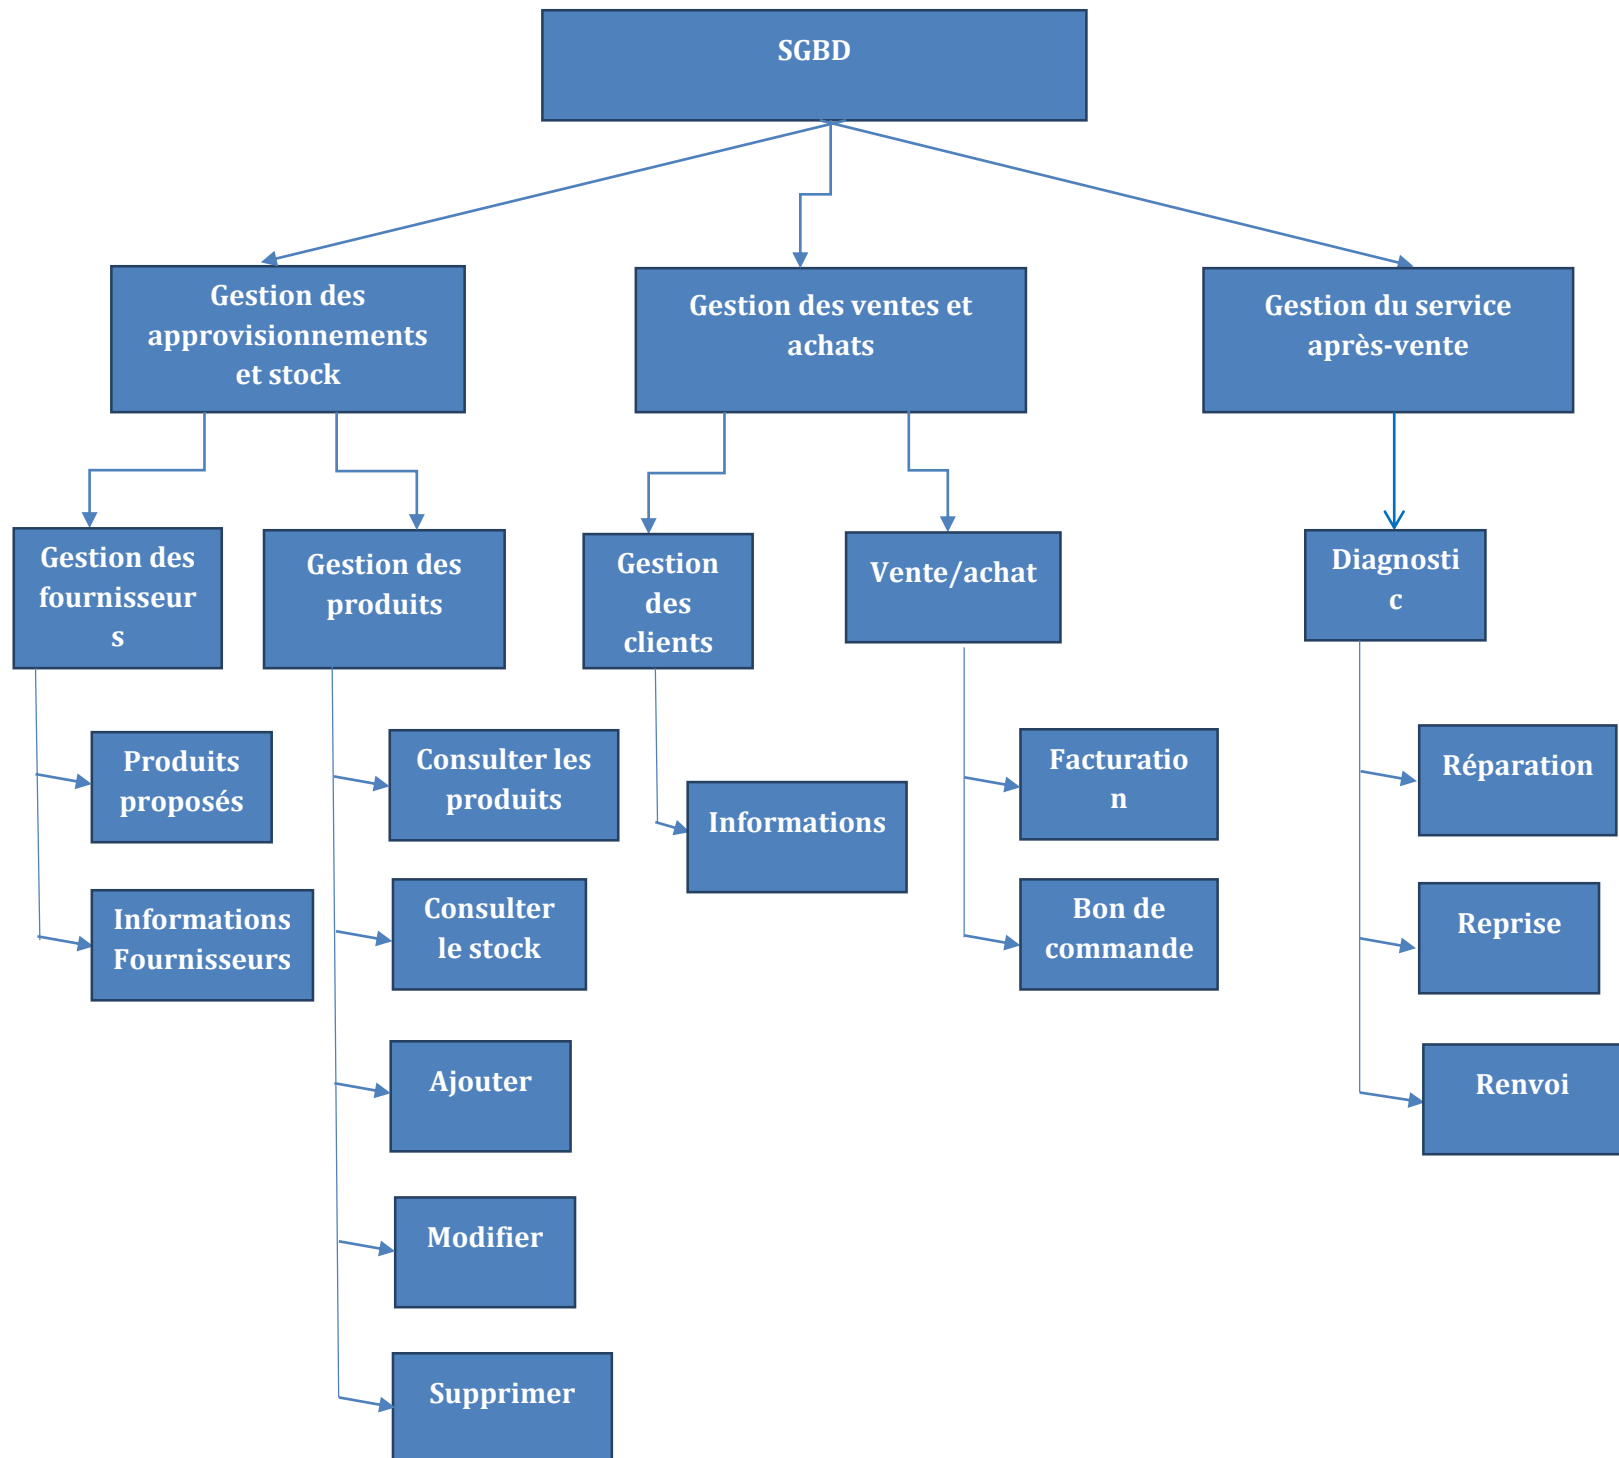 SGBD
Gestion des
approvisionnements
et stock
Gestion des ventes et
achats
Gestion du service
après-vente
Gestion des
fournisseur
s
Gestion des
produits
Gestion
des
clients
Vente/achat
Diagnosti
c
Produits
proposés
Consulter les
produits
Informations
Facturatio
n
Réparation
Informations
Fournisseurs
Consulter
le stock
Bon de
commande
Reprise
Ajouter
Renvoi
Modifier
Supprimer